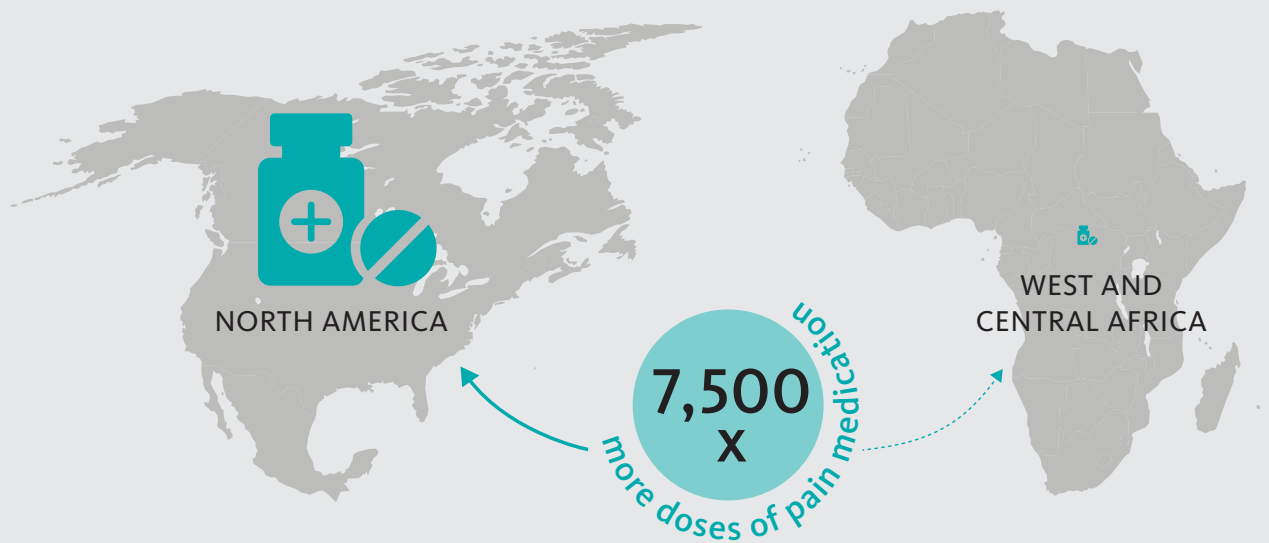 NORTH AMERICA
WEST AND
CENTRAL AFRICA
7,500
x
more doses of pain medication